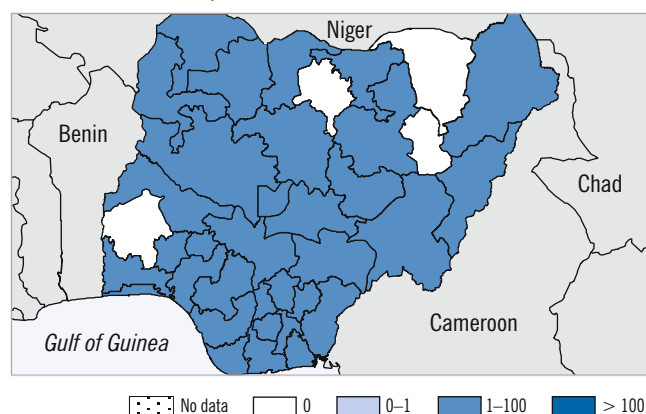 Niger
Benin
Chad
Cameroon
Gulf of Guinea
No data 0 0–1 1–100 > 100